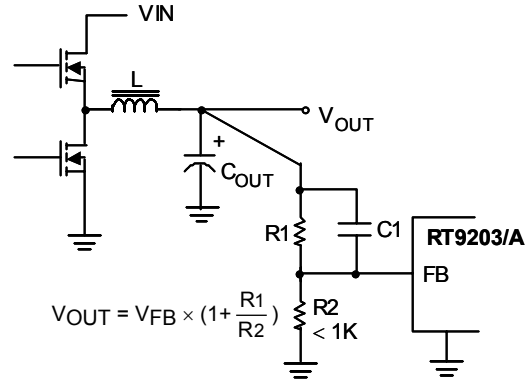 VIN
L
VOUT
+
COUT
R1
C1
RT9203/A
FB
VOUT = VFB × (1+ R1/R2 )
R2
< 1K